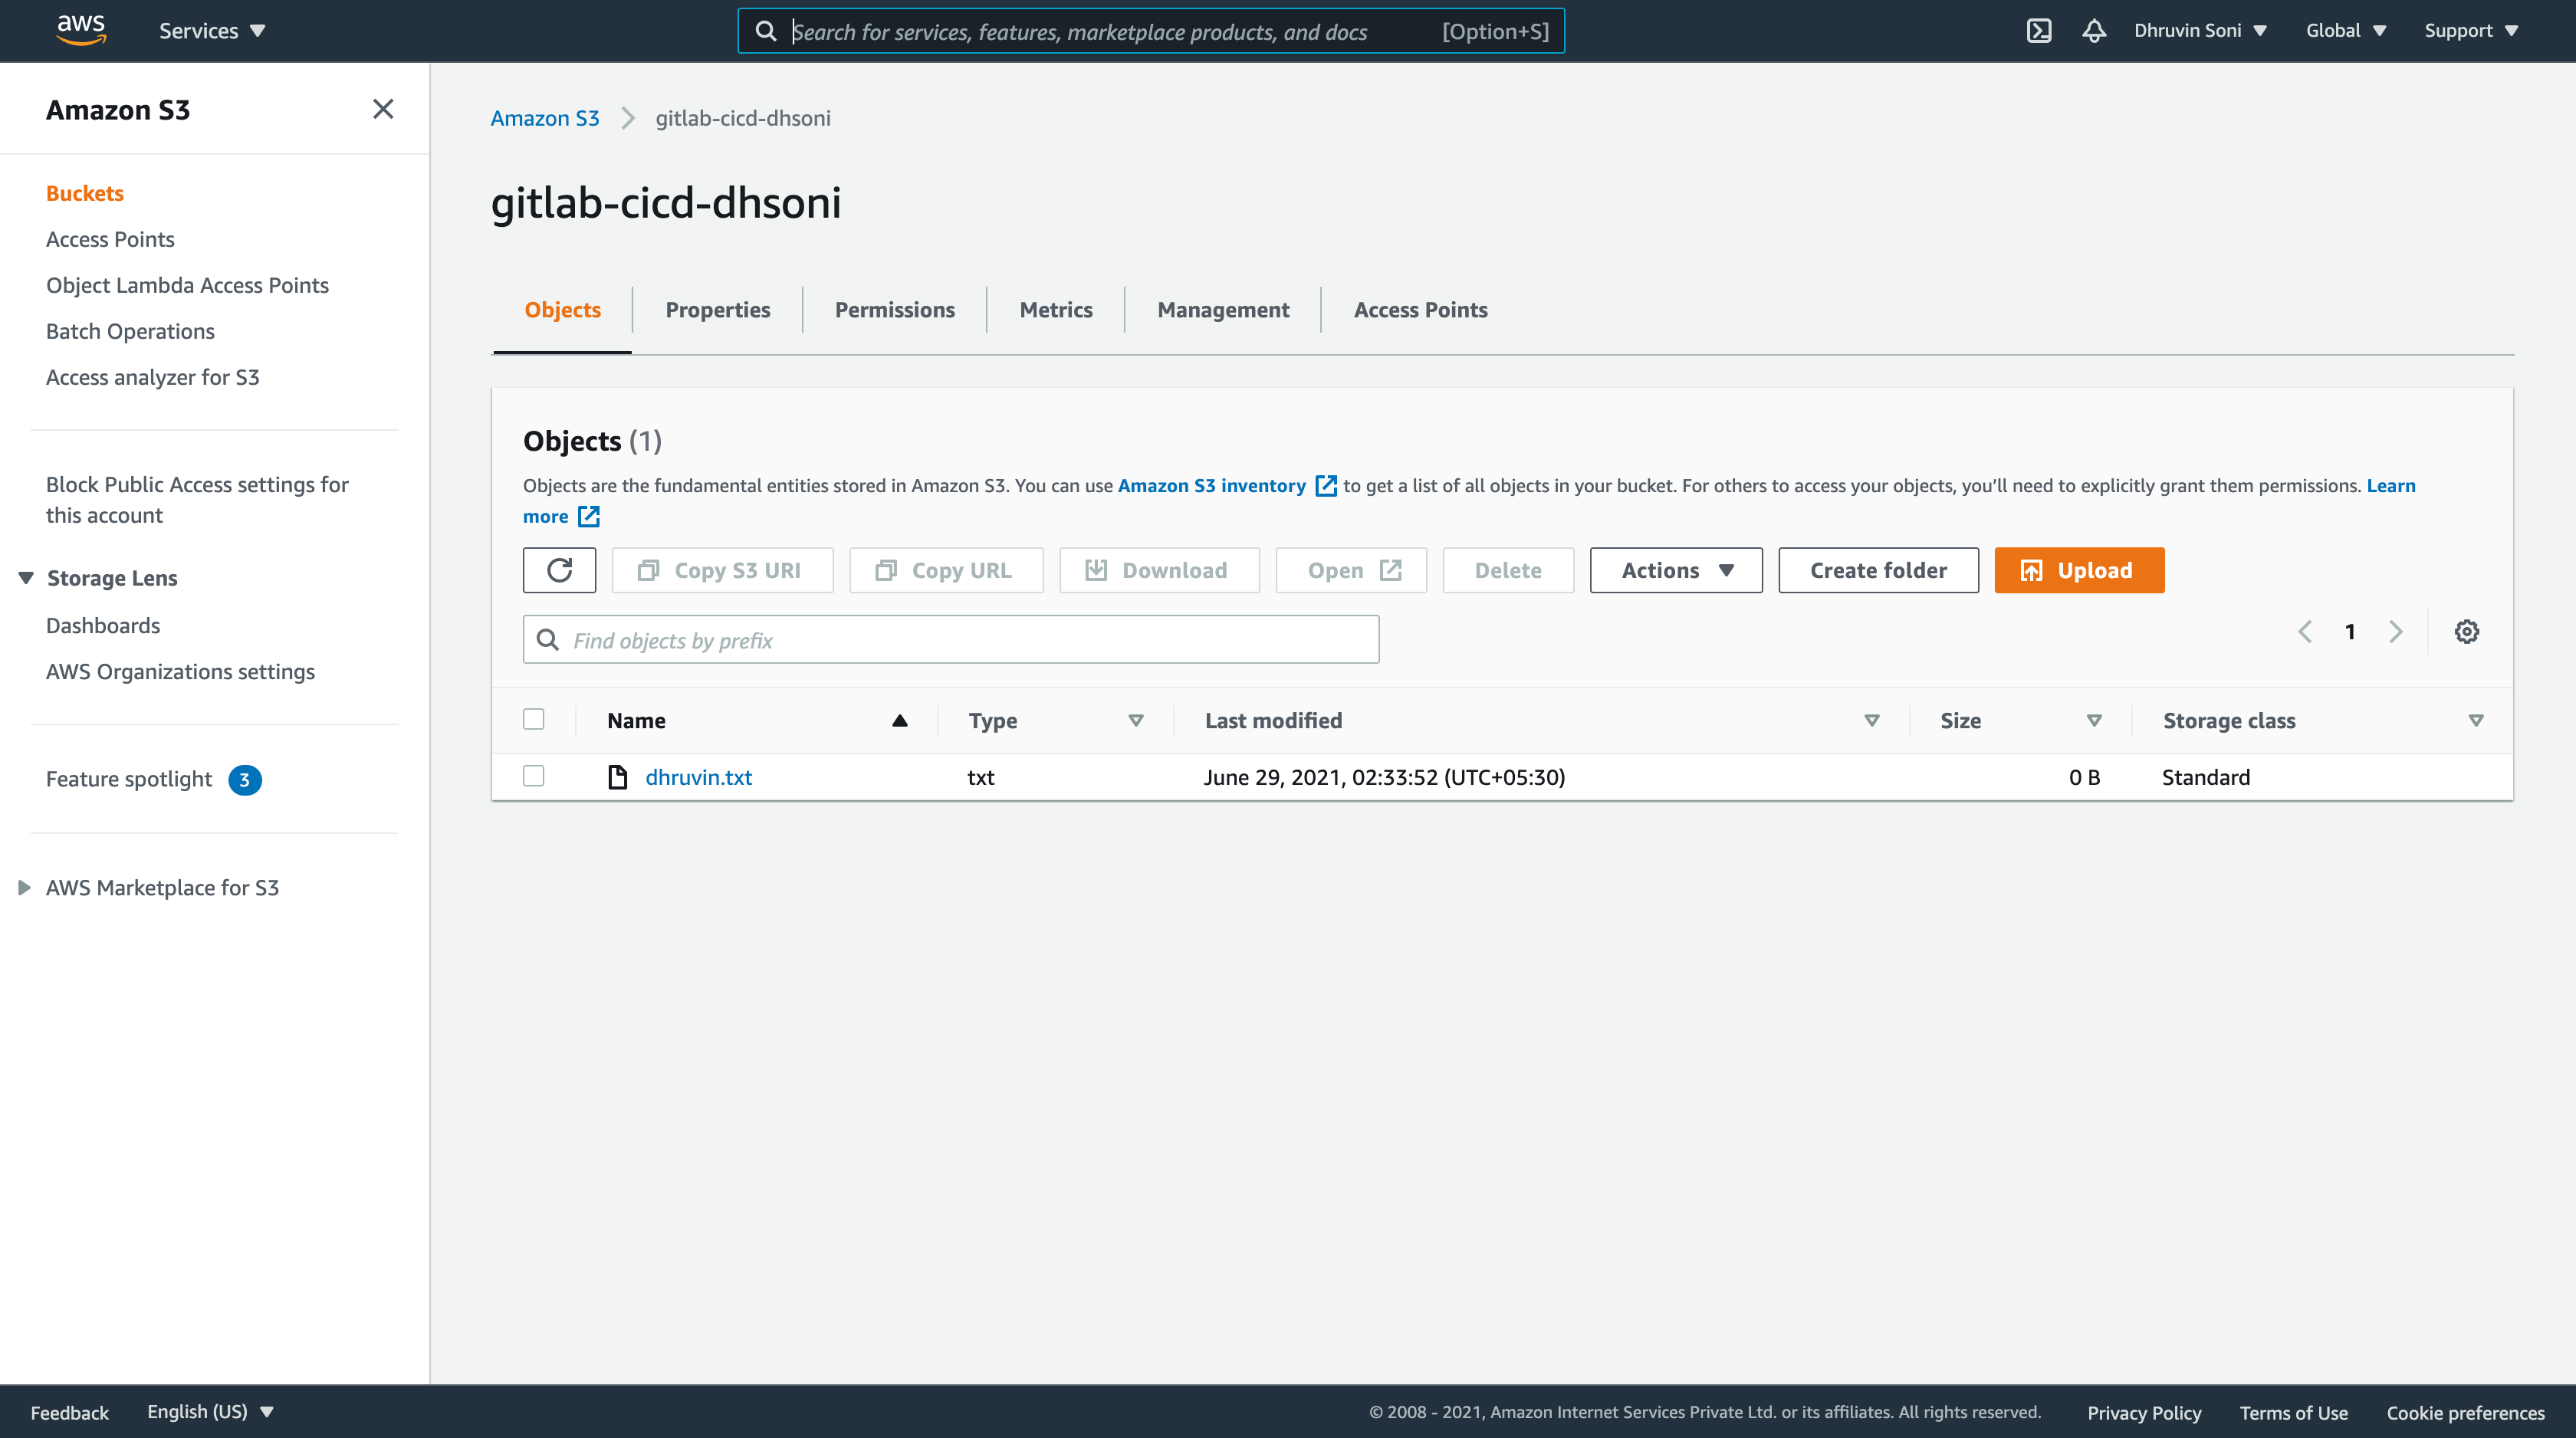 aws
Services
Search for services, features, marketplace products, and docs [Option+S]
Dhruvin Soni
Global
Support
Amazon S3
Buckets
Access Points
Object Lambda Access Points
Batch Operations
Access analyzer for S3
Block Public Access settings for
this account
Storage Lens
Dashboards
AWS Organizations settings
Feature spotlight 3
AWS Marketplace for S3
Amazon S3 gitlab-cicd-dhsoni
gitlab-cicd-dhsoni
Objects Properties Permissions Metrics Management Access Points
Objects (1)
Objects are the fundamental entities stored in Amazon S3. You can use Amazon S3 inventory to get a list of all objects in your bucket. For others to access your objects, you’ll need to explicitly grant them permissions. Learn
more
Copy S3 URI Copy URL Download Open Delete Actions Create folder Upload
Find objects by prefix
1
Name Type Last modified Size Storage class
dhruvin.txt txt June 29, 2021, 02:33:52 (UTC+05:30) 0 B Standard
Feedback English (US) © 2008 - 2021, Amazon Internet Services Private Ltd. or its affiliates. All rights reserved. Privacy Policy Terms of Use Cookie preferences